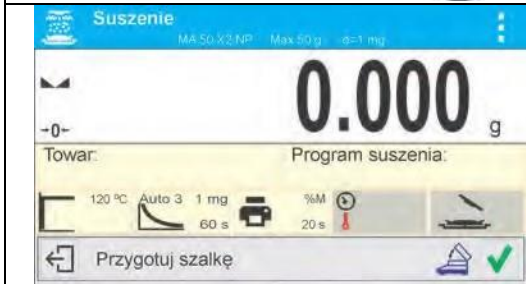 Suszenie
MA 50.X2.NP Max 50 g d=1 mg
0.000 g
→0←
Towar: Program suszenia:
120 °C Auto 3 1 mg %M
60 s 20 s
Przygotuj szalkę